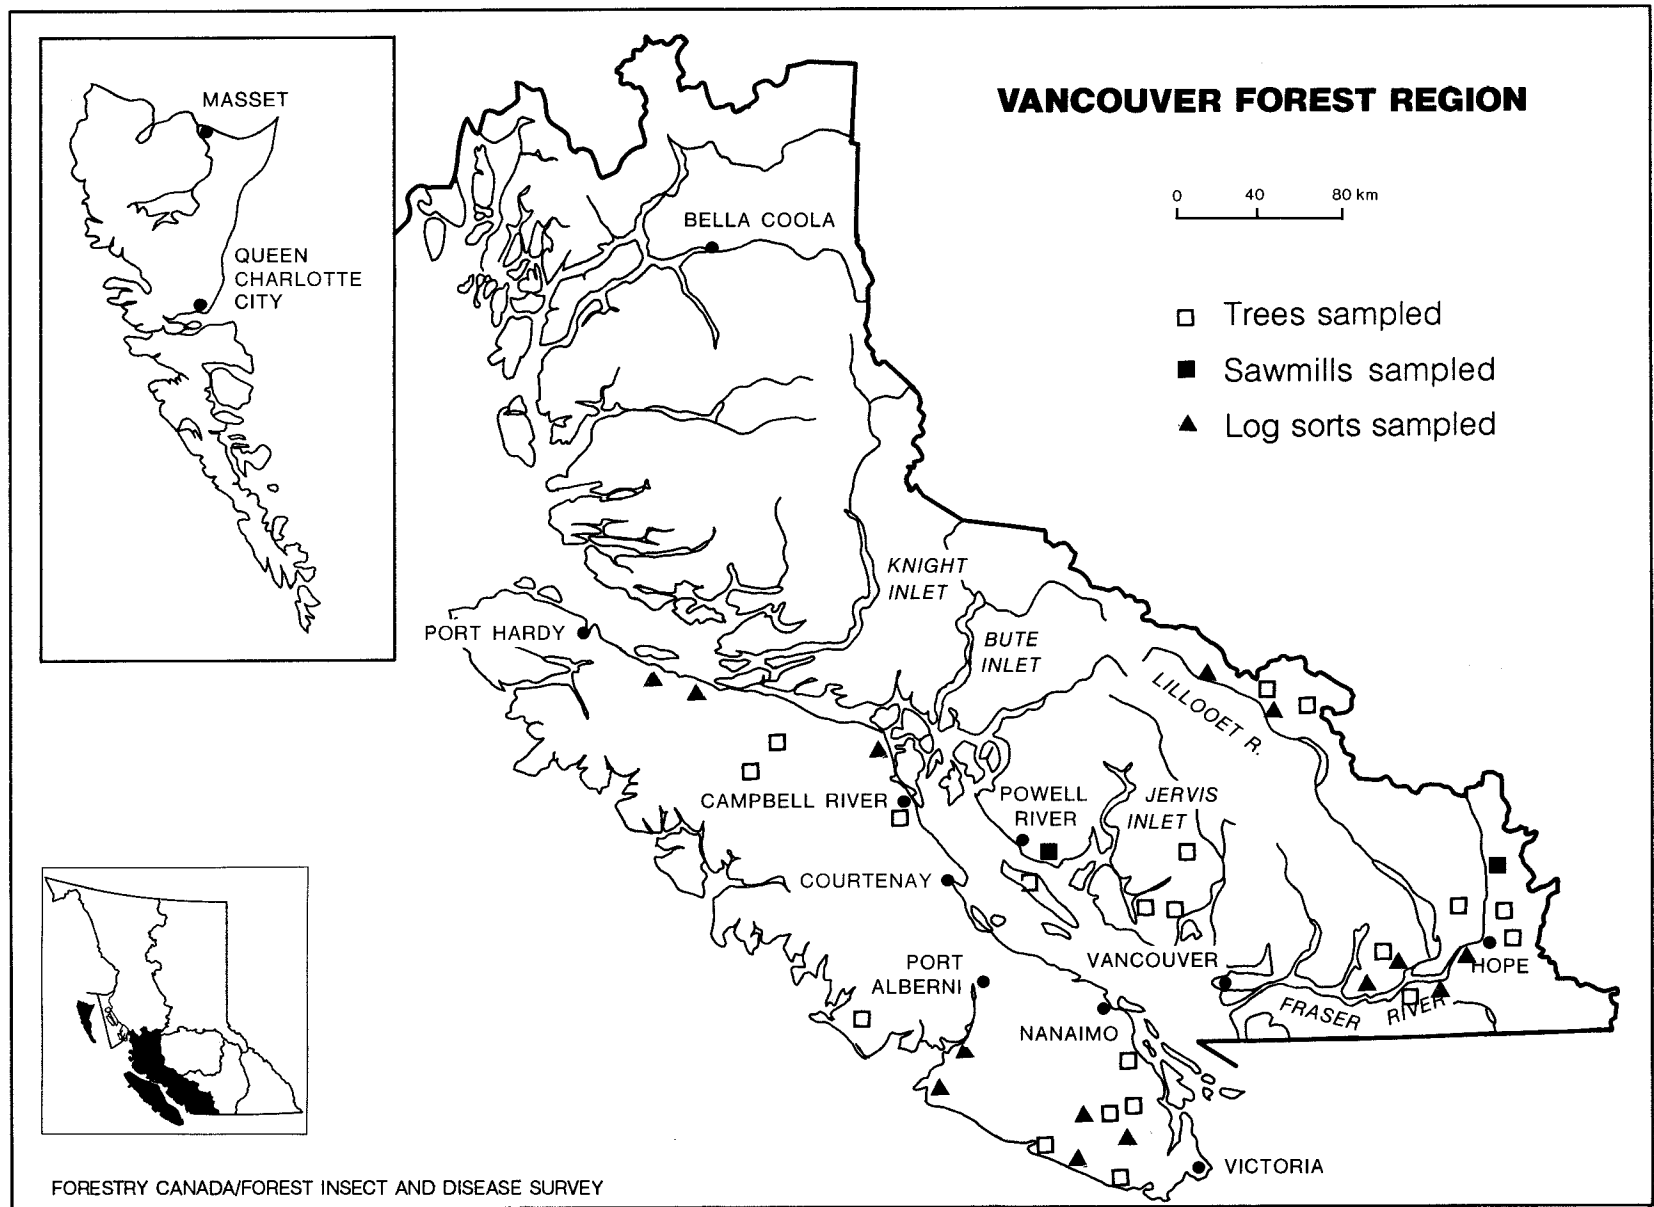 VANCOUVER FOREST REGION
0 40 80 km
Trees sampled
Sawmills sampled
Log sorts sampled
MASSET
QUEEN
CHARLOTTE
CITY
BELLA COOLA
KNIGHT
INLET
PORT HARDY
BUTE
INLET
LILLOOET R.
CAMPBELL RIVER
POWELL
RIVER
JERVIS
INLET
COURTENAY
VANCOUVER
HOPE
PORT
ALBERNI
FRASER RIVER
NANAIMO
VICTORIA
FORESTRY CANADA/FOREST INSECT AND DISEASE SURVEY